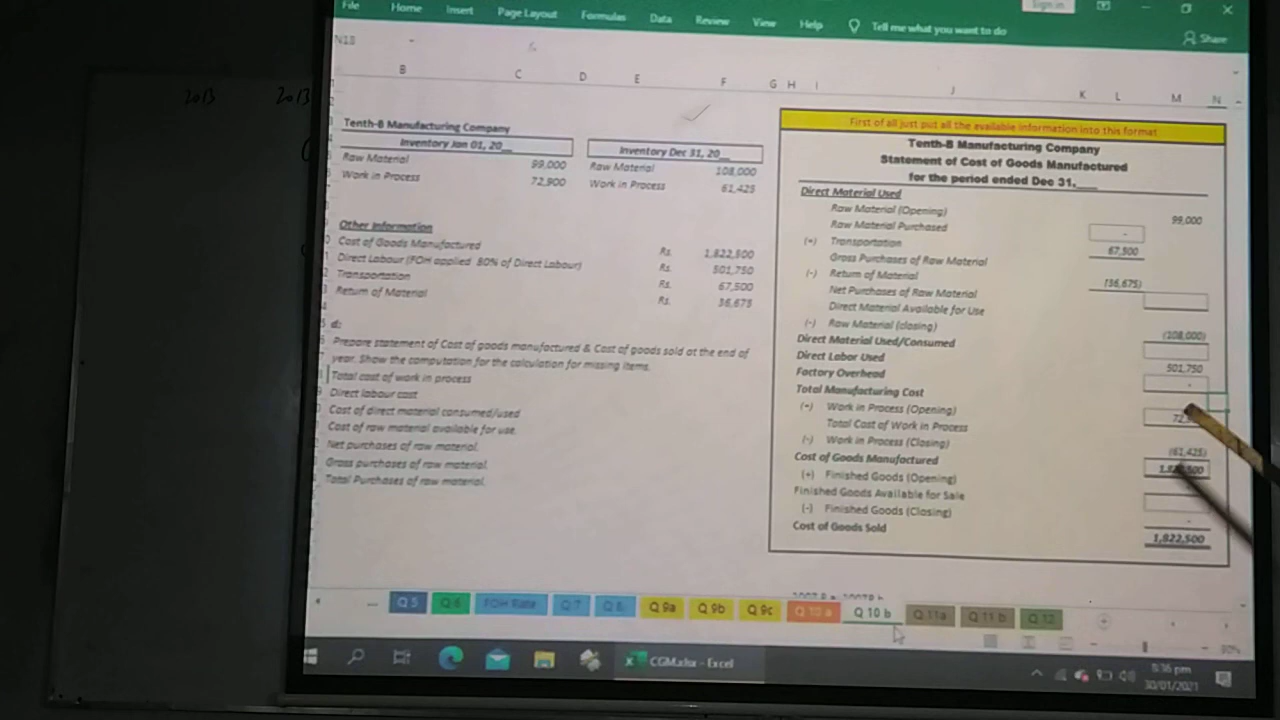 2013 2013
Sign in
File Home Insert Page Layout Formulas Data Review View Help Tell me what you want to do
Share
N18
B C D E F G H I J K L M N
Tenth-B Manufacturing Company
Inventory Jan 01, 20__ Inventory Dec 31, 20__
Raw Material 99,000 Raw Material 108,000
Work in Process 72,900 Work in Process 61,425
Other Information
Cost of Goods Manufactured Rs. 1,822,500
Direct Labour (FOH applied 80% of Direct Labour) Rs. 501,750
Transportation Rs. 67,500
Return of Material Rs. 36,675
d:
Prepare statement of Cost of goods manufactured & Cost of goods sold at the end of
year. Show the computation for the calculation for missing items.
Total cost of work in process
Direct labour cost
Cost of direct material consumed/used
Cost of raw material available for use.
Net purchases of raw material.
Gross purchases of raw material.
Total Purchases of raw material.
First of all just put all the available information into this format
Tenth-B Manufacturing Company
Statement of Cost of Goods Manufactured
for the period ended Dec 31,____
Direct Material Used
Raw Material (Opening) 99,000
Raw Material Purchased -
(+) Transportation 67,500
Gross Purchases of Raw Material
(-) Return of Material (36,675)
Net Purchases of Raw Material
Direct Material Available for Use
(-) Raw Material (closing) (108,000)
Direct Material Used/Consumed
Direct Labor Used 501,750
Factory Overhead -
Total Manufacturing Cost
(+) Work in Process (Opening)
Total Cost of Work in Process
(-) Work in Process (Closing) (61,425)
Cost of Goods Manufactured
(+) Finished Goods (Opening)
Finished Goods Available for Sale
(-) Finished Goods (Closing) -
Cost of Goods Sold 1,822,500
... Q 5 Q 6 FOH Rate Q 7 Q 8 Q 9a Q 9b Q 9c Q 10 a Q 10 b Q 11a Q 11 b Q 12
90%
CGM.xlsx - Excel
5:36 pm
30/01/2021